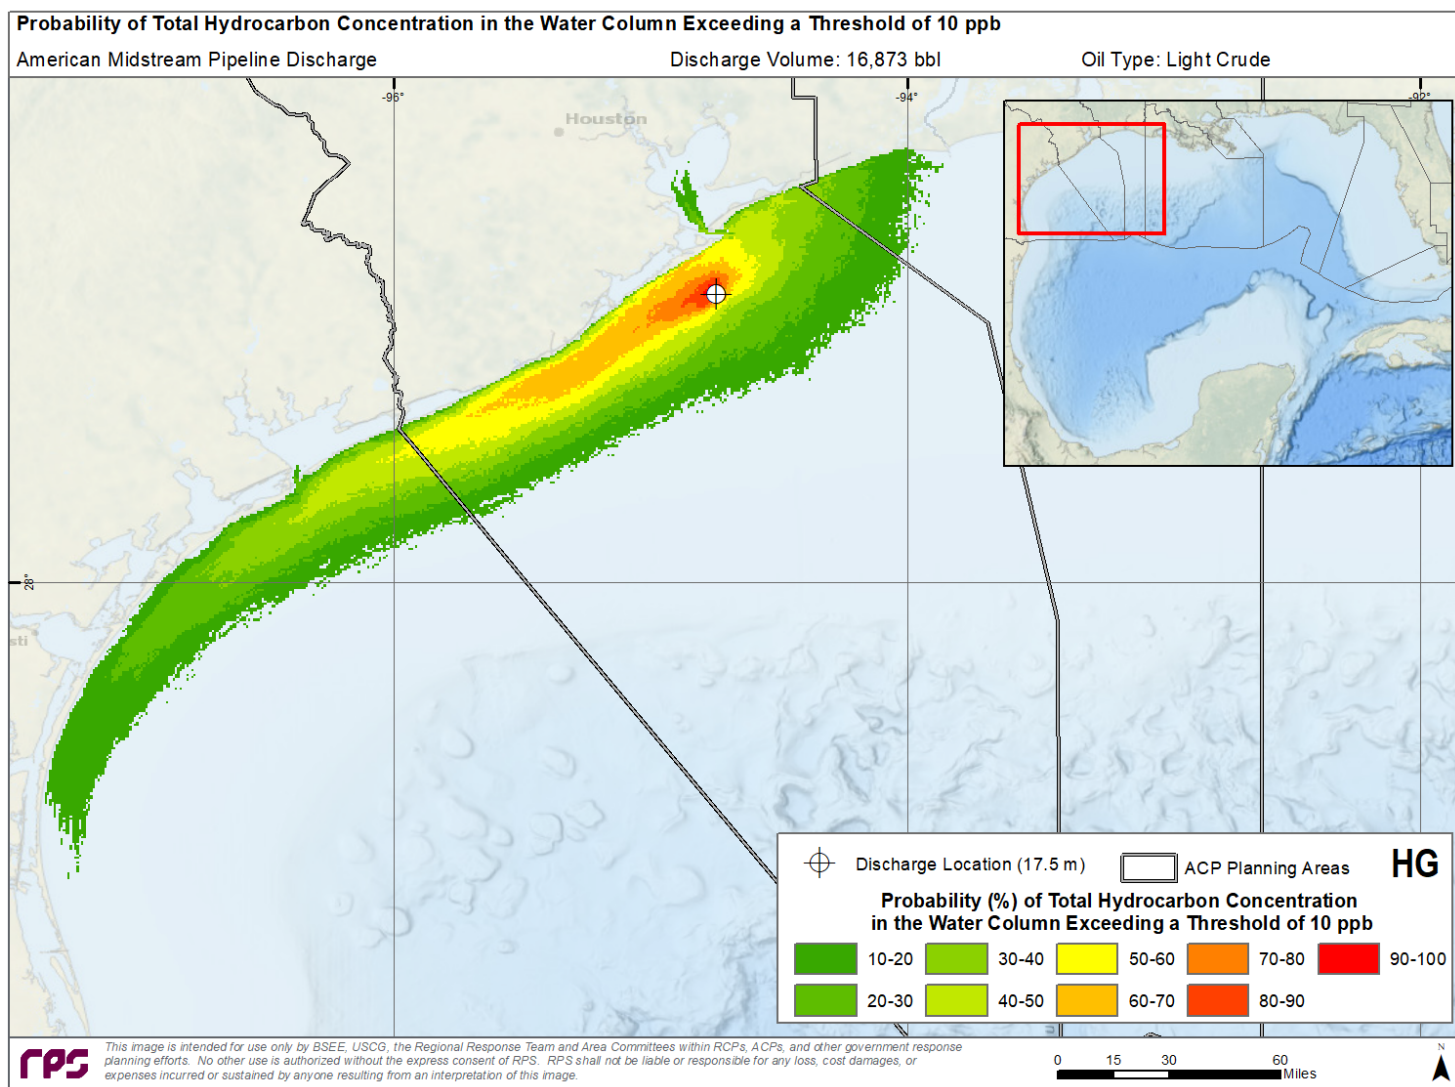 Probability of Total Hydrocarbon Concentration in the Water Column Exceeding a Threshold of 10 ppb
American Midstream Pipeline Discharge
Discharge Volume: 16,873 bbl
Oil Type: Light Crude
-96°
-94°
-92°
Houston
28°
sti
Discharge Location (17.5 m)
ACP Planning Areas
HG
Probability (%) of Total Hydrocarbon Concentration
in the Water Column Exceeding a Threshold of 10 ppb
10-20
30-40
50-60
70-80
90-100
20-30
40-50
60-70
80-90
rps
This image is intended for use only by BSEE, USCG, the Regional Response Team and Area Committees within RCPs, ACPs, and other government response
planning efforts. No other use is authorized without the express consent of RPS. RPS shall not be liable or responsible for any loss, cost damages, or
expenses incurred or sustained by anyone resulting from an interpretation of this image.
0 15 30 60
Miles
N